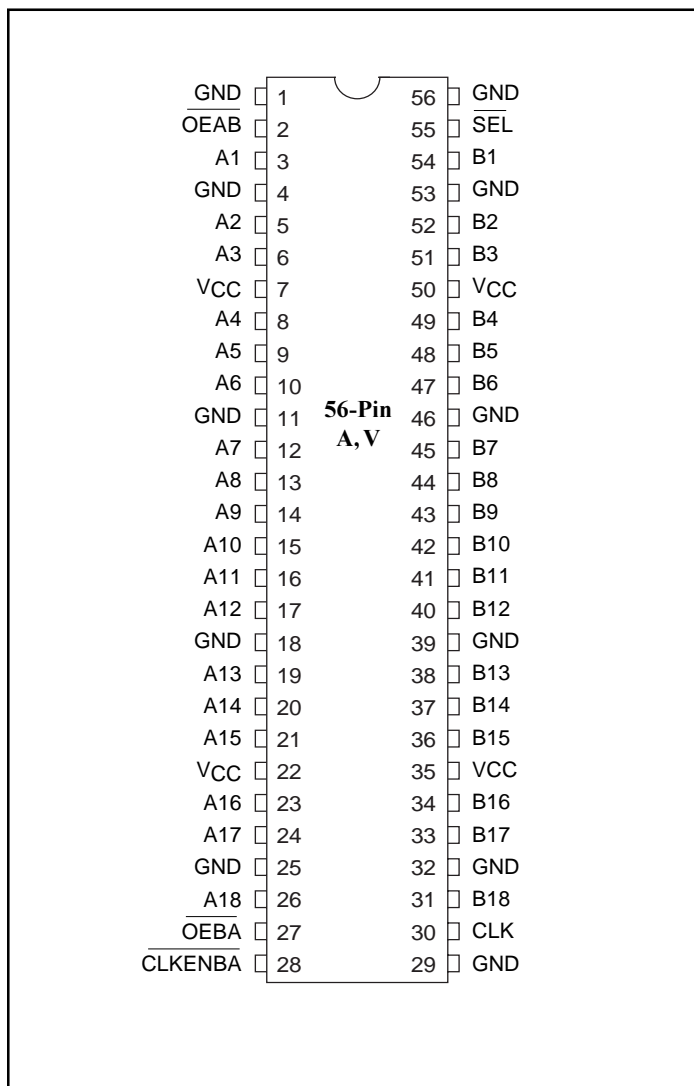 GND 1 56 GND
OEAB 2 55 SEL
A1 3 54 B1
GND 4 53 GND
A2 5 52 B2
A3 6 51 B3
VCC 7 50 VCC
A4 8 49 B4
A5 9 48 B5
A6 10 47 B6
GND 11 56-Pin 46 GND
A7 12 A, V 45 B7
A8 13 44 B8
A9 14 43 B9
A10 15 42 B10
A11 16 41 B11
A12 17 40 B12
GND 18 39 GND
A13 19 38 B13
A14 20 37 B14
A15 21 36 B15
VCC 22 35 VCC
A16 23 34 B16
A17 24 33 B17
GND 25 32 GND
A18 26 31 B18
OEBA 27 30 CLK
CLKENBA 28 29 GND